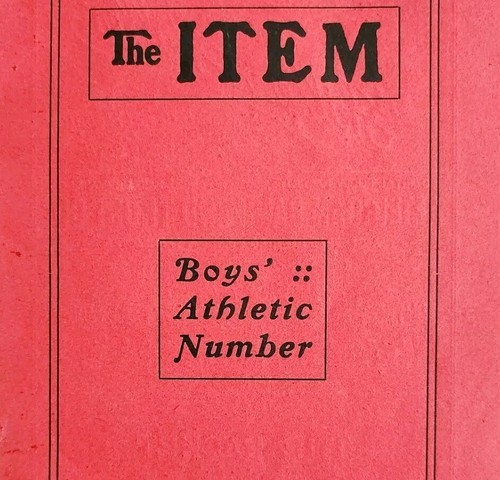 The ITEM
Boys' ::
Athletic
Number